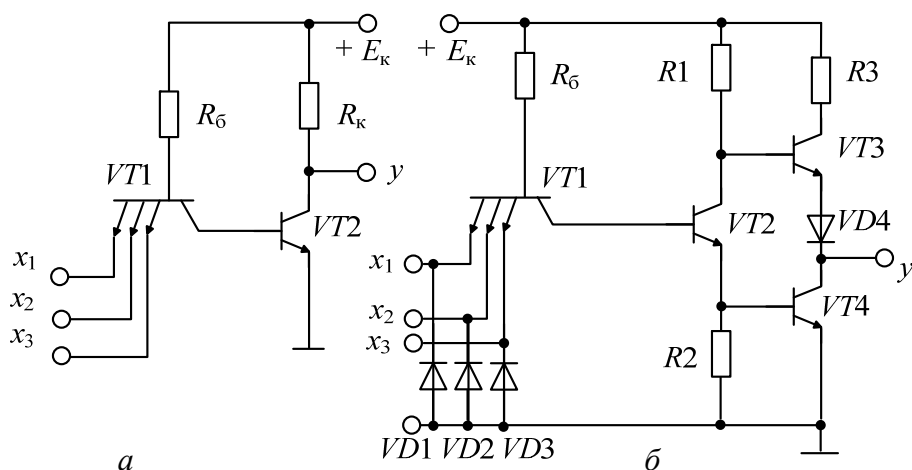 + Eк
Rб
Rк
y
VT1
VT2
x1
x2
x3
а
+ Eк
Rб
R1
R3
VT1
VT3
VT2
VD4
x1
y
x2
VT4
x3
R2
VD1 VD2 VD3
б